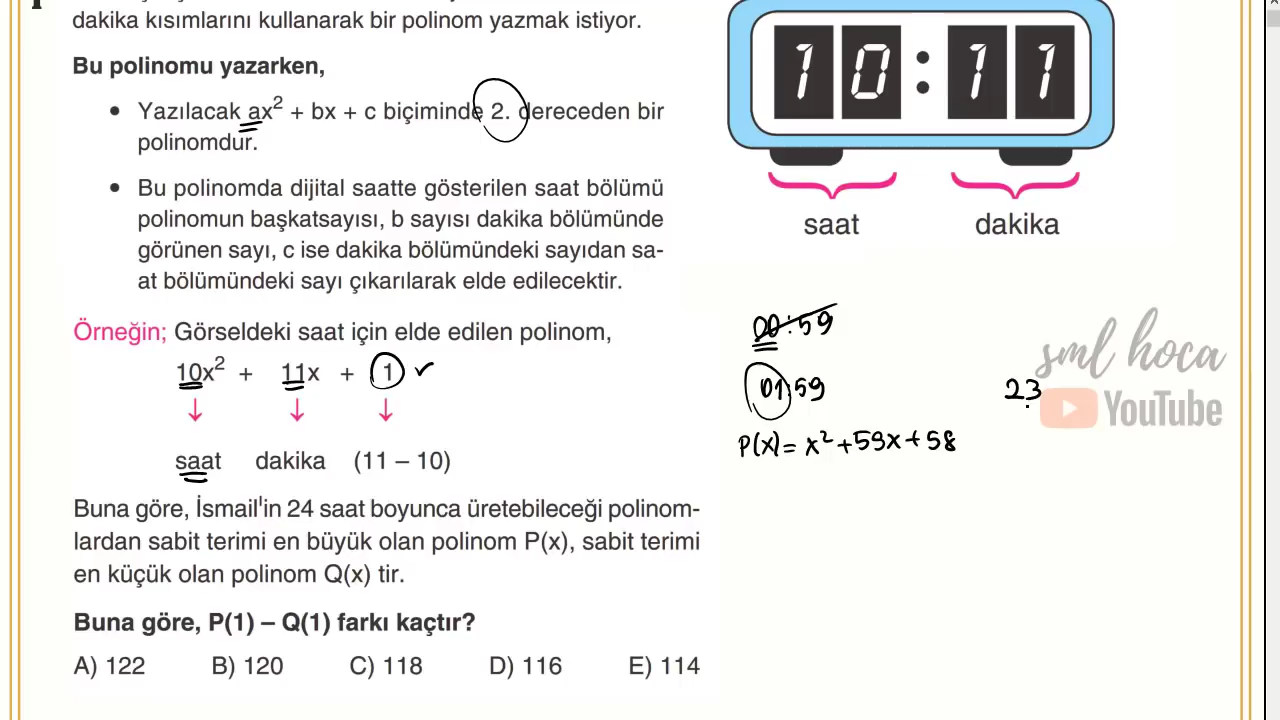 dakika kısımlarını kullanarak bir polinom yazmak istiyor.
Bu polinomu yazarken,
• Yazılacak ax² + bx + c biçiminde 2. dereceden bir
polinomdur.
• Bu polinomda dijital saatte gösterilen saat bölümü
polinomun başkatsayısı, b sayısı dakika bölümünde
görünen sayı, c ise dakika bölümündeki sayıdan sa-
at bölümündeki sayı çıkarılarak elde edilecektir.
Örneğin; Görseldeki saat için elde edilen polinom,
10x² + 11x + 1 ✓
↓ ↓ ↓
saat dakika (11 – 10)
Buna göre, İsmail'in 24 saat boyunca üretebileceği polinom-
lardan sabit terimi en büyük olan polinom P(x), sabit terimi
en küçük olan polinom Q(x) tir.
Buna göre, P(1) – Q(1) farkı kaçtır?
A) 122 B) 120 C) 118 D) 116 E) 114
10:11
saat dakika
00:59
01:59
23
P(x) = x² + 59x + 58
sml hoca
YouTube